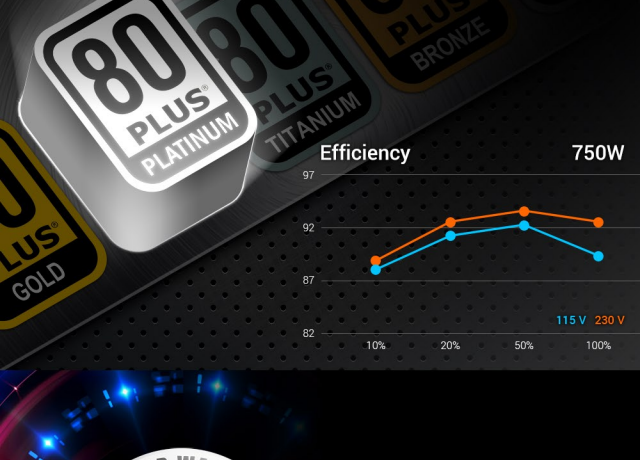 80
PLUS®
PLATINUM
80
PLUS®
TITANIUM
PLUS®
BRONZE
PLUS®
GOLD
Efficiency 750W
97
92
87
82
115 V 230 V
10% 20% 50% 100%